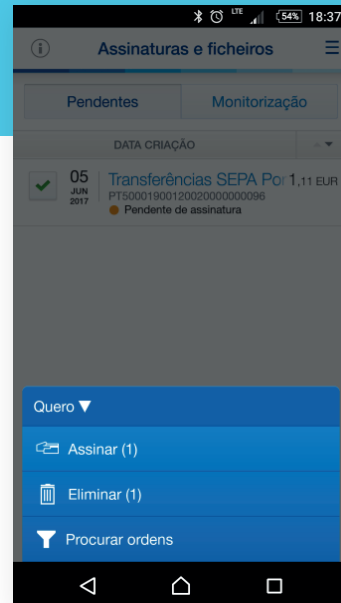 LTE 54% 18:37
Assinaturas e ficheiros
Pendentes Monitorização
DATA CRIAÇÃO
05 Transferências SEPA Por 1,11 EUR
JUN PT50001900120020000000096
2017 Pendente de assinatura
Quero
Assinar (1)
Eliminar (1)
Procurar ordens